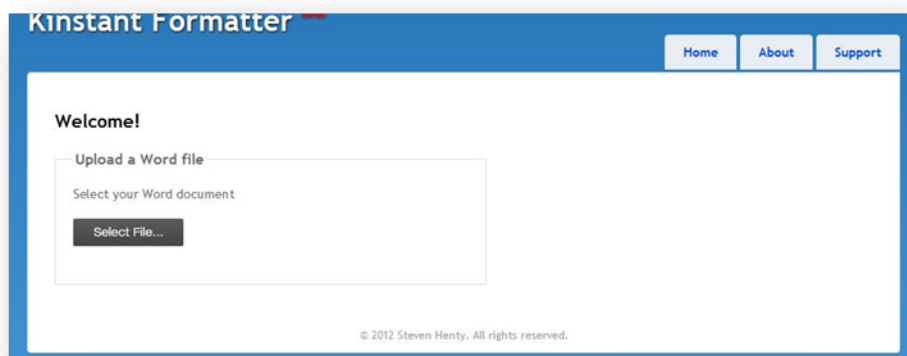 Kinstant Formatter
Home About Support
Welcome!
Upload a Word file
Select your Word document
Select File...
© 2012 Steven Henty. All rights reserved.